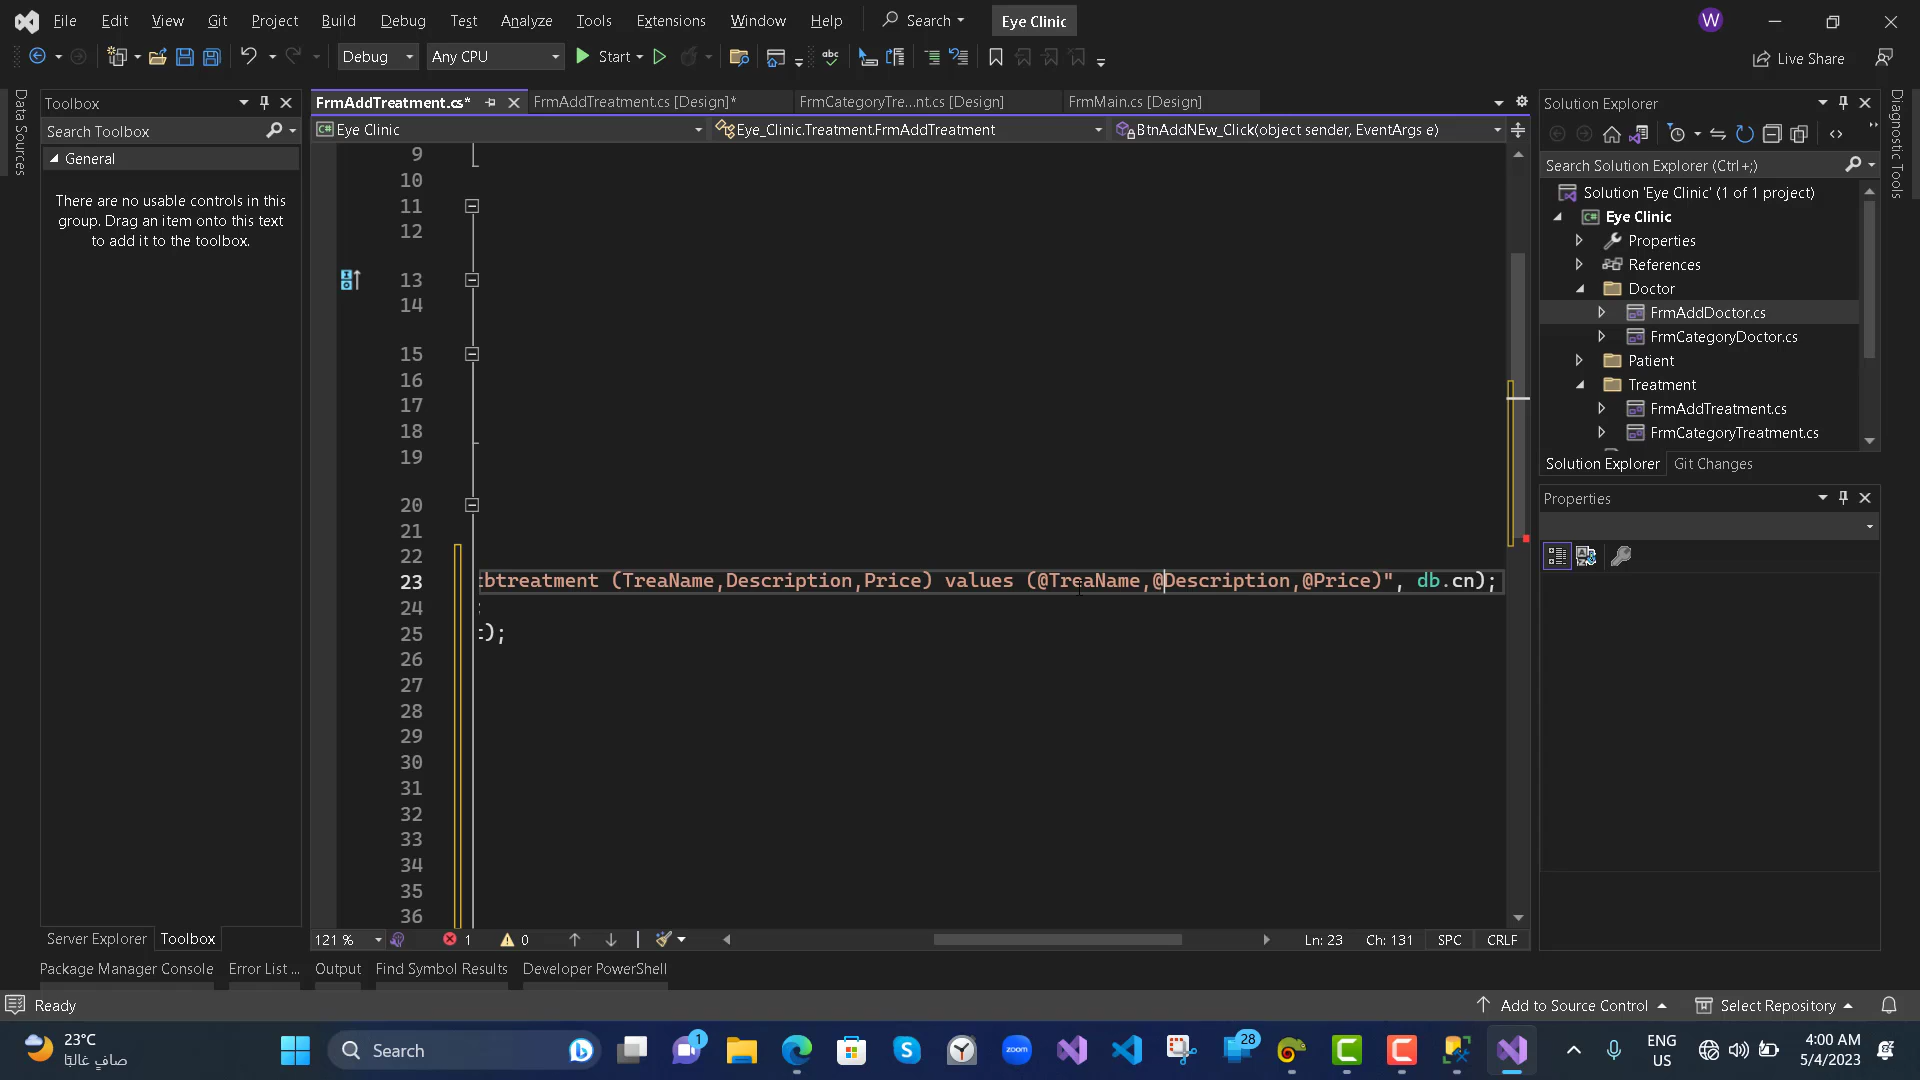 File Edit View Git Project Build Debug Test Analyze Tools Extensions Window Help Search Eye Clinic W
Debug Any CPU Start Live Share
Data Sources
Toolbox
Search Toolbox
General
There are no usable controls in this
group. Drag an item onto this text
to add it to the toolbox.
Server Explorer Toolbox
FrmAddTreatment.cs* FrmAddTreatment.cs [Design]* FrmCategoryTre...nt.cs [Design] FrmMain.cs [Design]
Eye Clinic Eye_Clinic.Treatment.FrmAddTreatment BtnAddNEw_Click(object sender, EventArgs e)
9
10
11
12
13
14
15
16
17
18
19
20
21
22
23 tbtreatment (TreaName,Description,Price) values (@TreaName,@Description,@Price)", db.cn);
24 ;
25 );
26
27
28
29
30
31
32
33
34
35
36
121 % 1 0 Ln: 23 Ch: 131 SPC CRLF
Solution Explorer
Search Solution Explorer (Ctrl+;)
Solution 'Eye Clinic' (1 of 1 project)
Eye Clinic
Properties
References
Doctor
FrmAddDoctor.cs
FrmCategoryDoctor.cs
Patient
Treatment
FrmAddTreatment.cs
FrmCategoryTreatment.cs
Solution Explorer Git Changes
Properties
Diagnostic Tools
Package Manager Console Error List ... Output Find Symbol Results Developer PowerShell
Ready Add to Source Control Select Repository
23°C
صافٍ غالبًا
Search 1 zoom 28
ENG
US
4:00 AM
5/4/2023